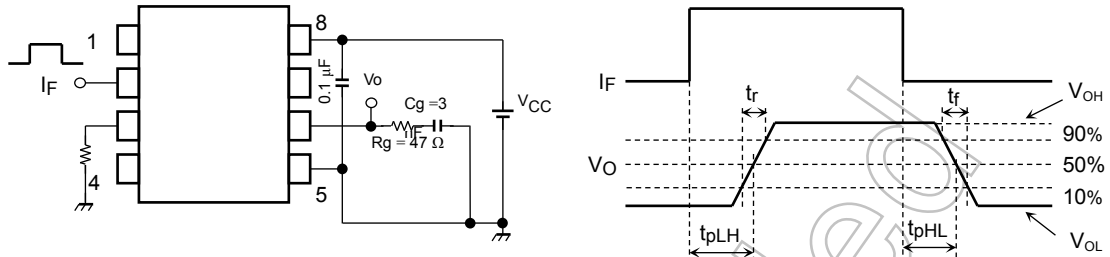 1
8
IF
4
5
0.1 μF
Vo
Cg =3
nF
Rg = 47 Ω
VCC
IF
tr
tf
VOH
90%
50%
10%
VO
VOL
tpLH
tpHL